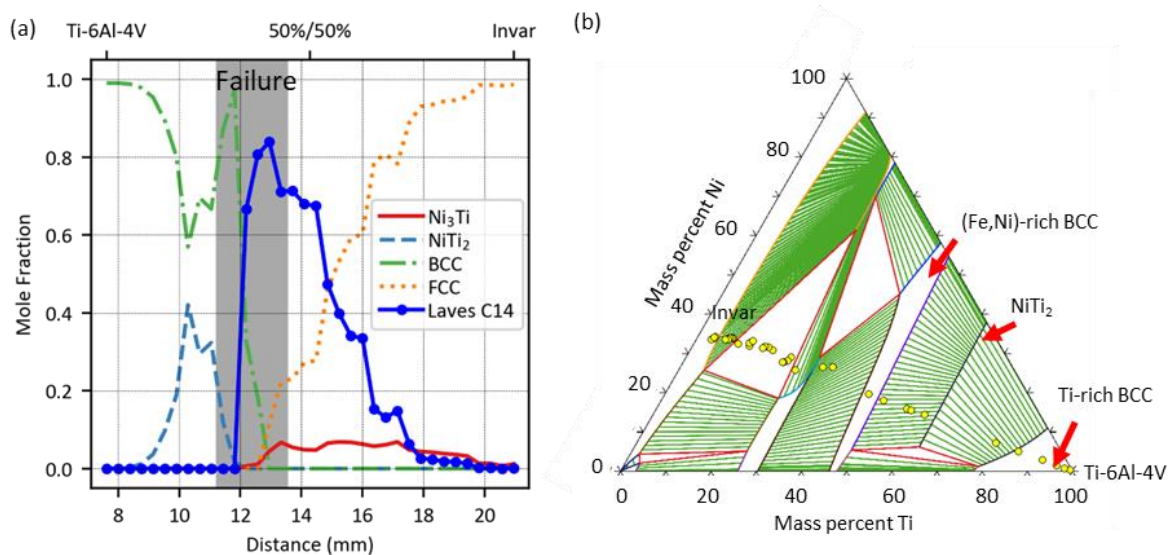 (a)
Ti-6Al-4V 50%/50% Invar
Failure
1.0
0.8
0.6
0.4
0.2
0.0
Mole Fraction
Ni₃Ti
NiTi₂
BCC
FCC
Laves C14
8 10 12 14 16 18 20
Distance (mm)
(b)
100
80
60
40
20
0
Mass percent Ni
Invar
(Fe,Ni)-rich BCC
NiTi₂
Ti-rich BCC
Ti-6Al-4V
0 20 40 60 80 100
Mass percent Ti